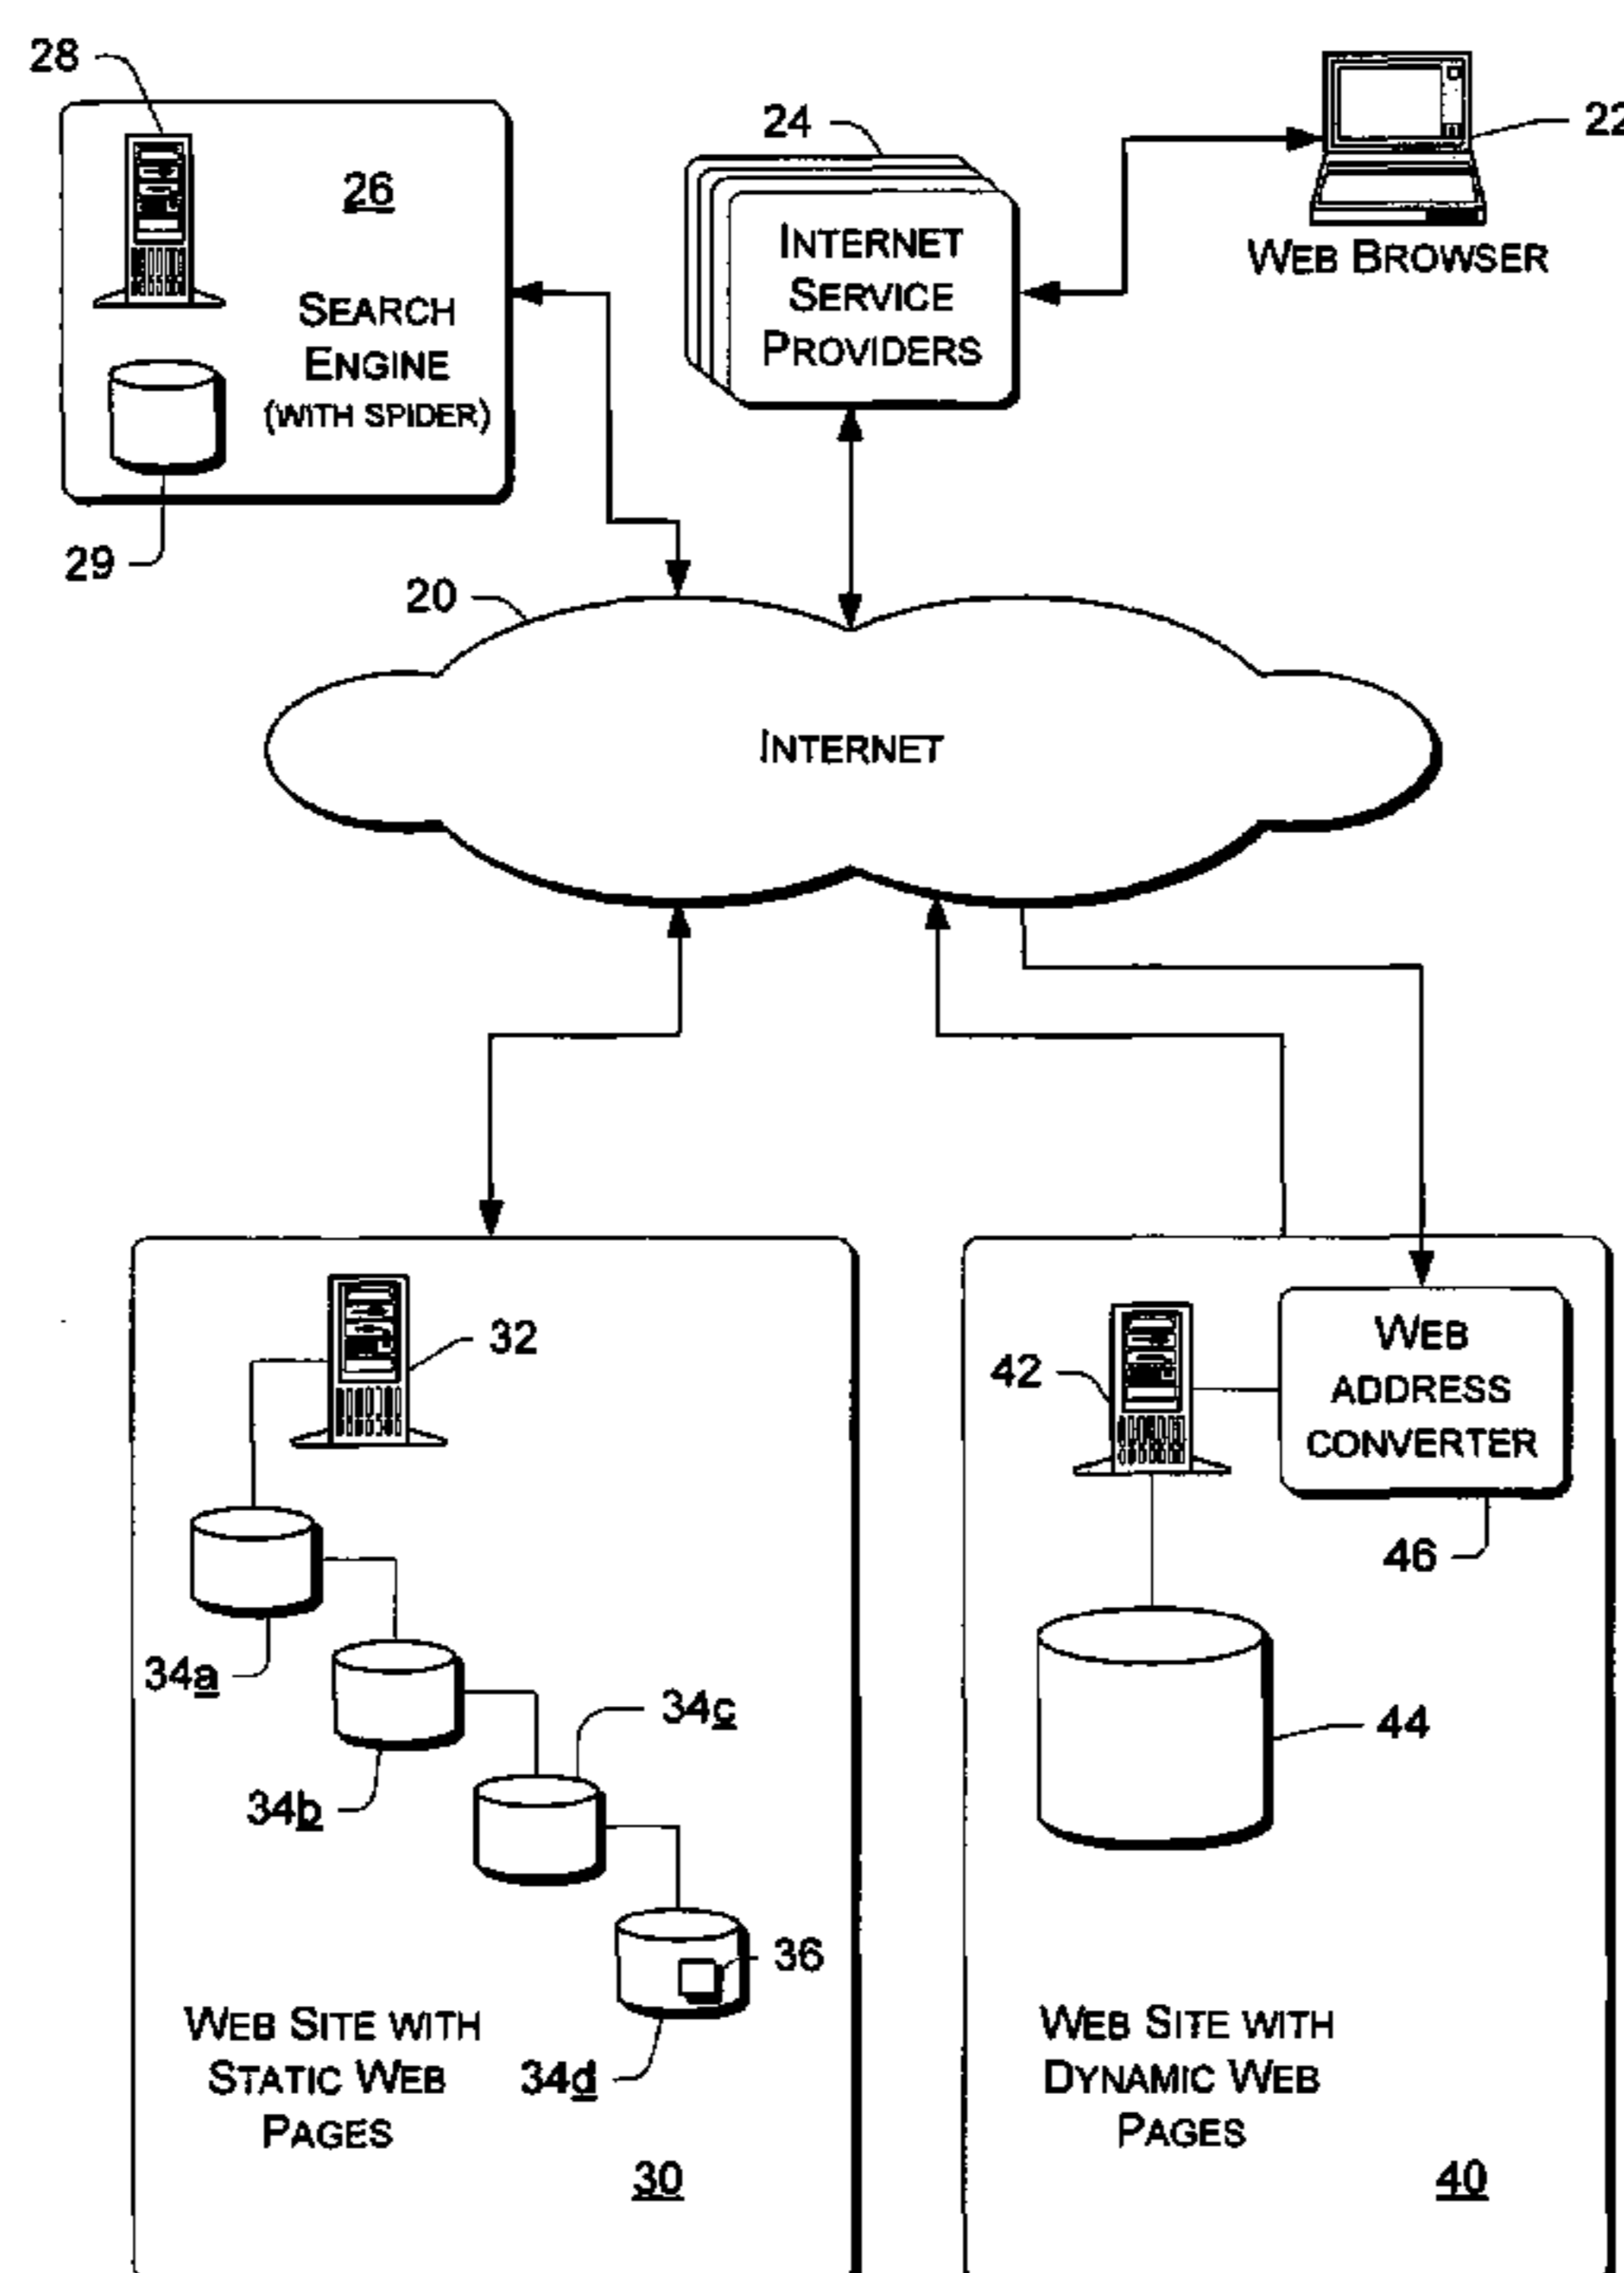 28
26
SEARCH
ENGINE
(WITH SPIDER)
29
24
INTERNET
SERVICE
PROVIDERS
22
WEB BROWSER
20
INTERNET
32
34a
34b
34c
36
34d
WEB SITE WITH
STATIC WEB
PAGES
30
42
WEB
ADDRESS
CONVERTER
46
44
WEB SITE WITH
DYNAMIC WEB
PAGES
40